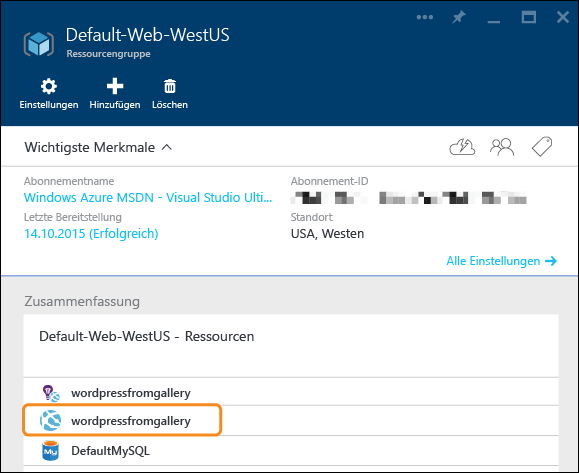 Default-Web-WestUS
Ressourcengruppe
Einstellungen Hinzufügen Löschen
Wichtigste Merkmale
Abonnementname Abonnement-ID
Windows Azure MSDN - Visual Studio Ulti...
Letzte Bereitstellung Standort
14.10.2015 (Erfolgreich) USA, Westen
Alle Einstellungen →
Zusammenfassung
Default-Web-WestUS - Ressourcen
wordpressfromgallery
wordpressfromgallery
My DefaultMySQL